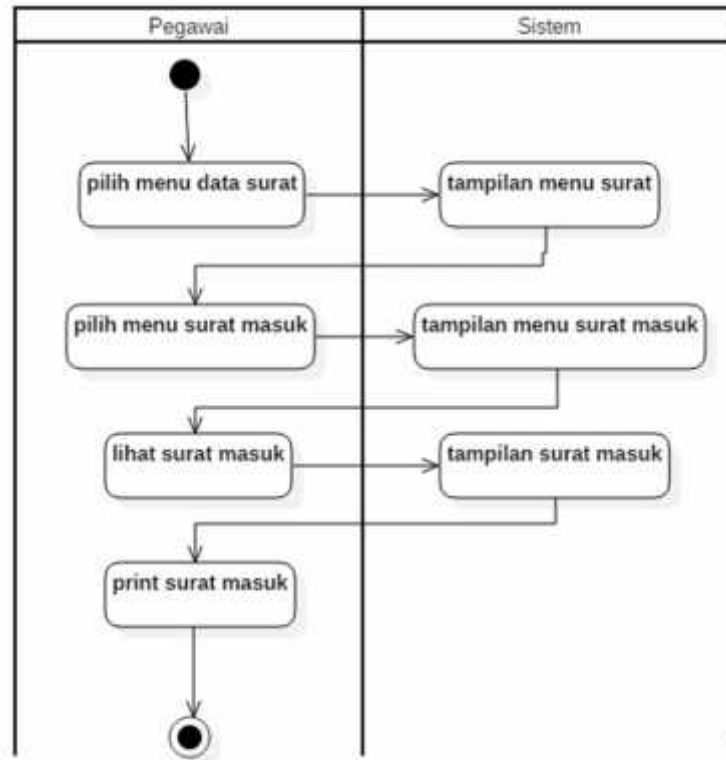 Pegawai
Sistem
pilih menu data surat
tampilan menu surat
pilih menu surat masuk
tampilan menu surat masuk
lihat surat masuk
tampilan surat masuk
print surat masuk